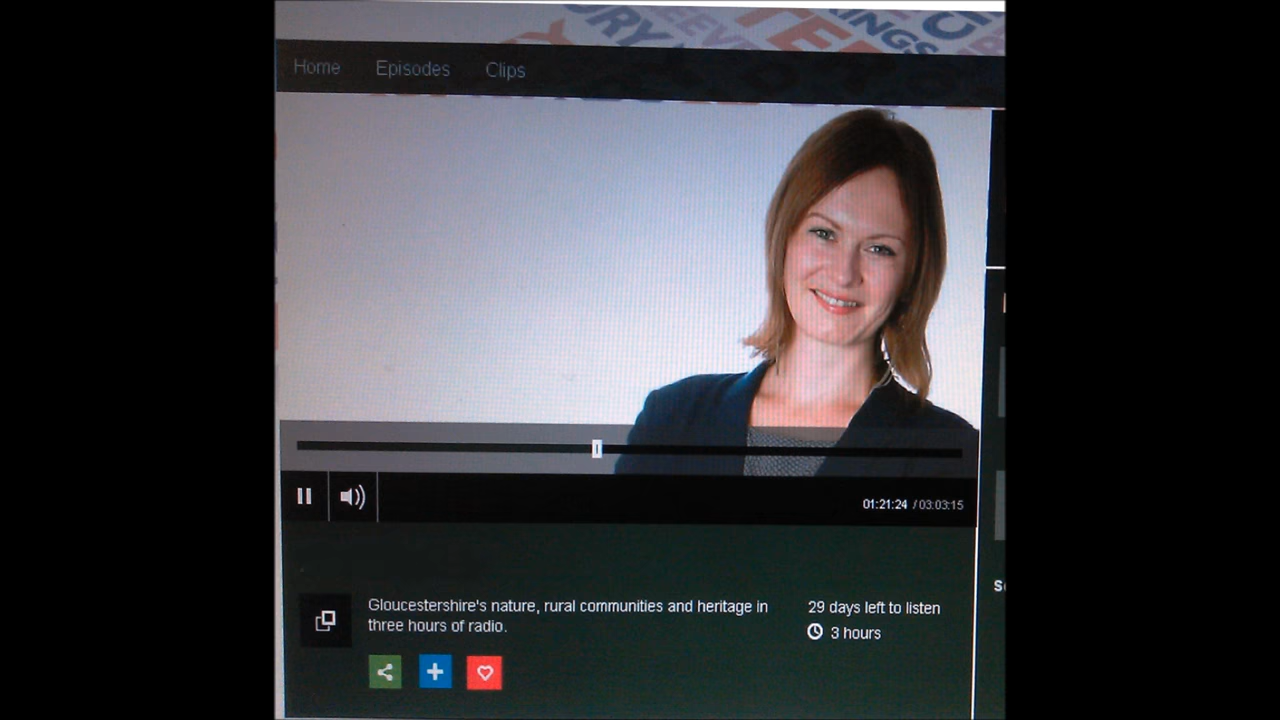 KINGS
Home Episodes Clips
01:21:24 / 03:03:15
Gloucestershire's nature, rural communities and heritage in
three hours of radio.
29 days left to listen
3 hours